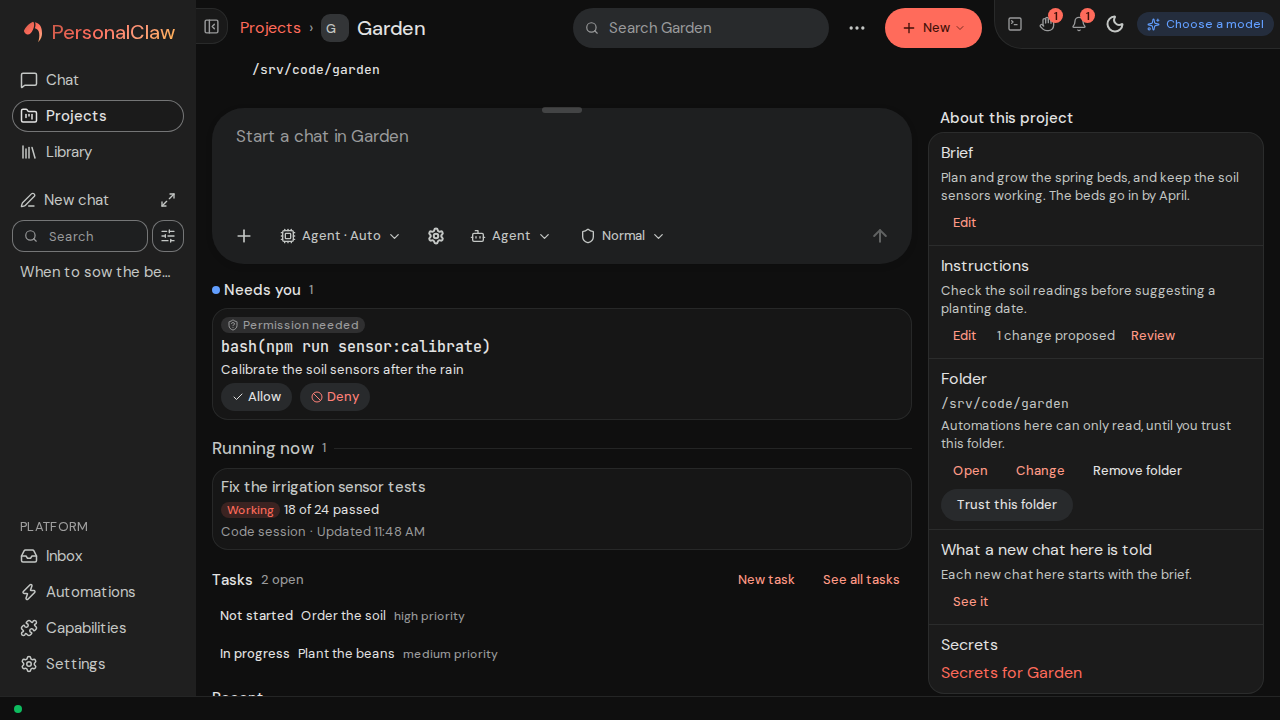 PersonalClaw
Chat
Projects
Library
New chat
Search
When to sow the be...
PLATFORM
Inbox
Automations
Capabilities
Settings
Projects › G Garden
Search Garden
New
1
1
Choose a model
/srv/code/garden
Start a chat in Garden
Agent · Auto
Agent
Normal
Needs you 1
Permission needed
bash(npm run sensor:calibrate)
Calibrate the soil sensors after the rain
Allow
Deny
Running now 1
Fix the irrigation sensor tests
Working 18 of 24 passed
Code session · Updated 11:48 AM
Tasks 2 open
New task
See all tasks
Not started Order the soil high priority
In progress Plant the beans medium priority
About this project
Brief
Plan and grow the spring beds, and keep the soil
sensors working. The beds go in by April.
Edit
Instructions
Check the soil readings before suggesting a
planting date.
Edit 1 change proposed Review
Folder
/srv/code/garden
Automations here can only read, until you trust
this folder.
Open Change Remove folder
Trust this folder
What a new chat here is told
Each new chat here starts with the brief.
See it
Secrets
Secrets for Garden